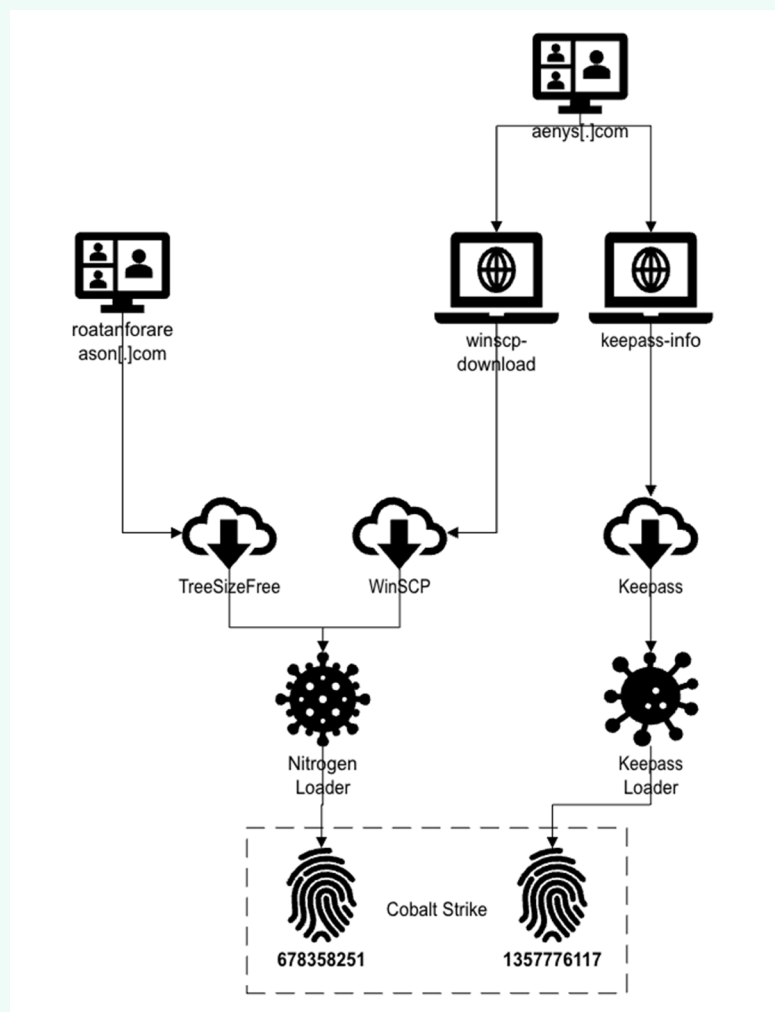 aenys[.]com
roatanforare
ason[.]com
winscp-
download
keepass-info
TreeSizeFree
WinSCP
Keepass
Nitrogen
Loader
Keepass
Loader
Cobalt Strike
678358251
1357776117